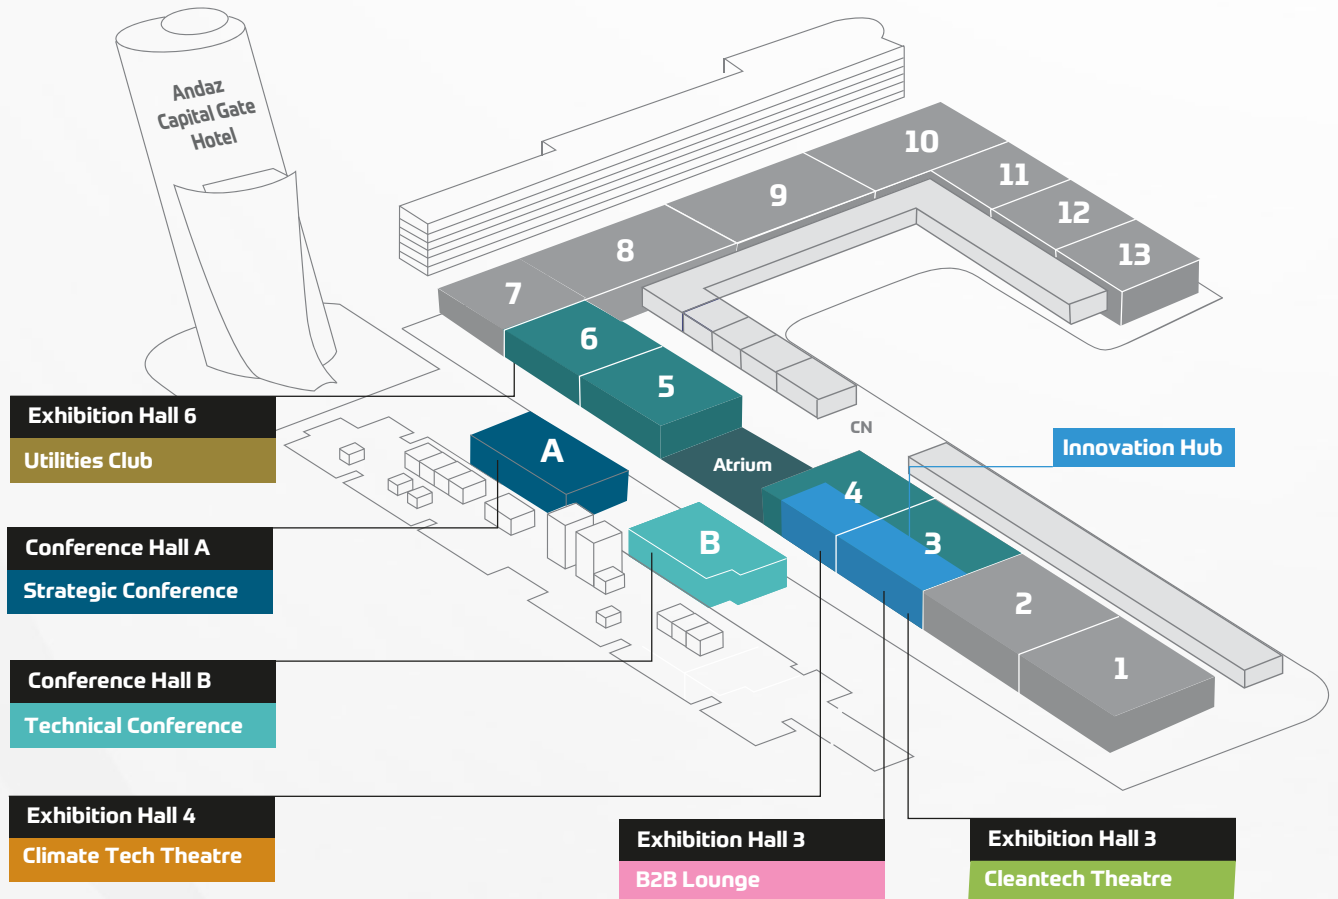 Andaz
Capital Gate
Hotel
10
11
9
12
8
13
7
6
5
Exhibition Hall 6
Utilities Club
CN
A
Atrium
Innovation Hub
4
B
3
Conference Hall A
Strategic Conference
2
1
Conference Hall B
Technical Conference
Exhibition Hall 4
Climate Tech Theatre
Exhibition Hall 3
B2B Lounge
Exhibition Hall 3
Cleantech Theatre